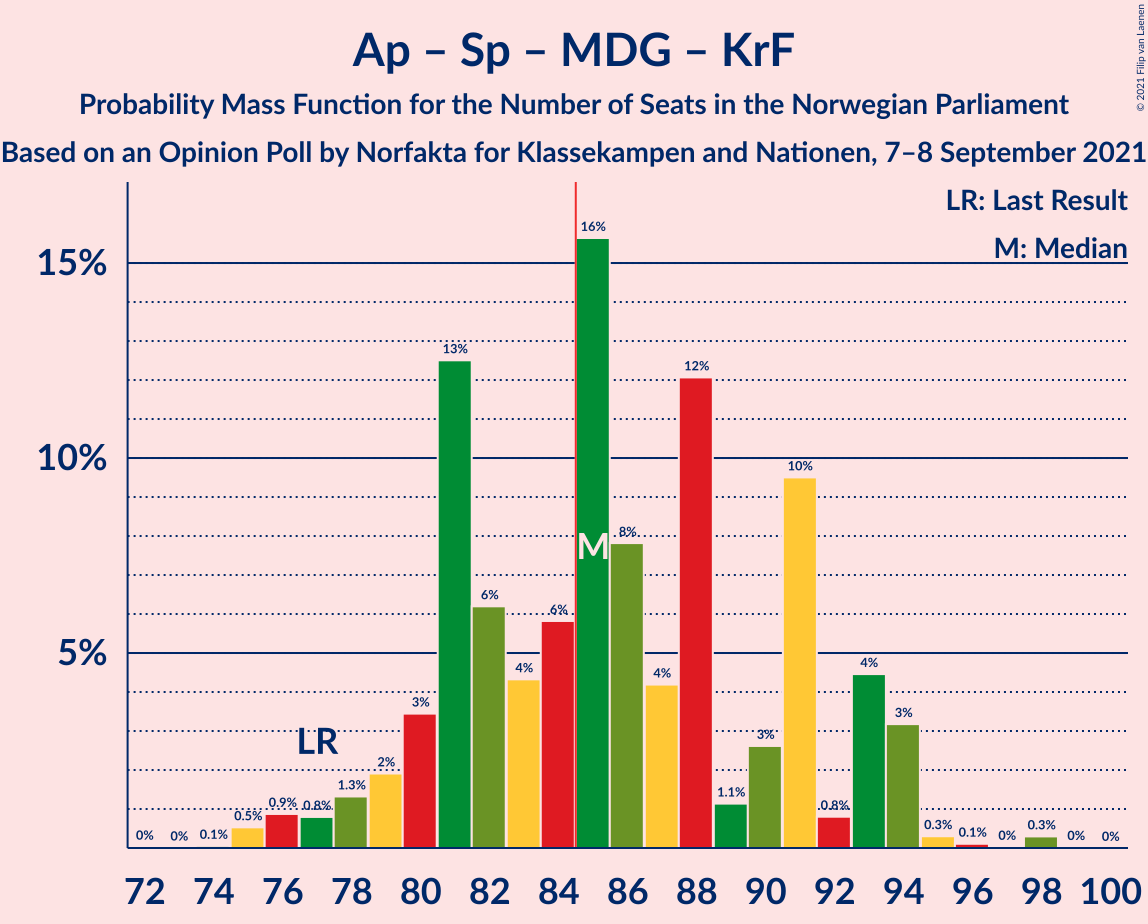 Ap – Sp – MDG – KrF
Probability Mass Function for the Number of Seats in the Norwegian Parliament
Based on an Opinion Poll by Norfakta for Klassekampen and Nationen, 7–8 September 2021
© 2021 Filip van Laenen
LR: Last Result
M: Median
15%
10%
5%
0% 0% 0.1% 0.5% 0.9% 0.8% 1.3% 2% 3% 13% 6% 4% 6% 16% 8% 4% 12% 1.1% 3% 10% 0.8% 4% 3% 0.3% 0.1% 0% 0.3% 0% 0%
LR
M
72 74 76 78 80 82 84 86 88 90 92 94 96 98 100